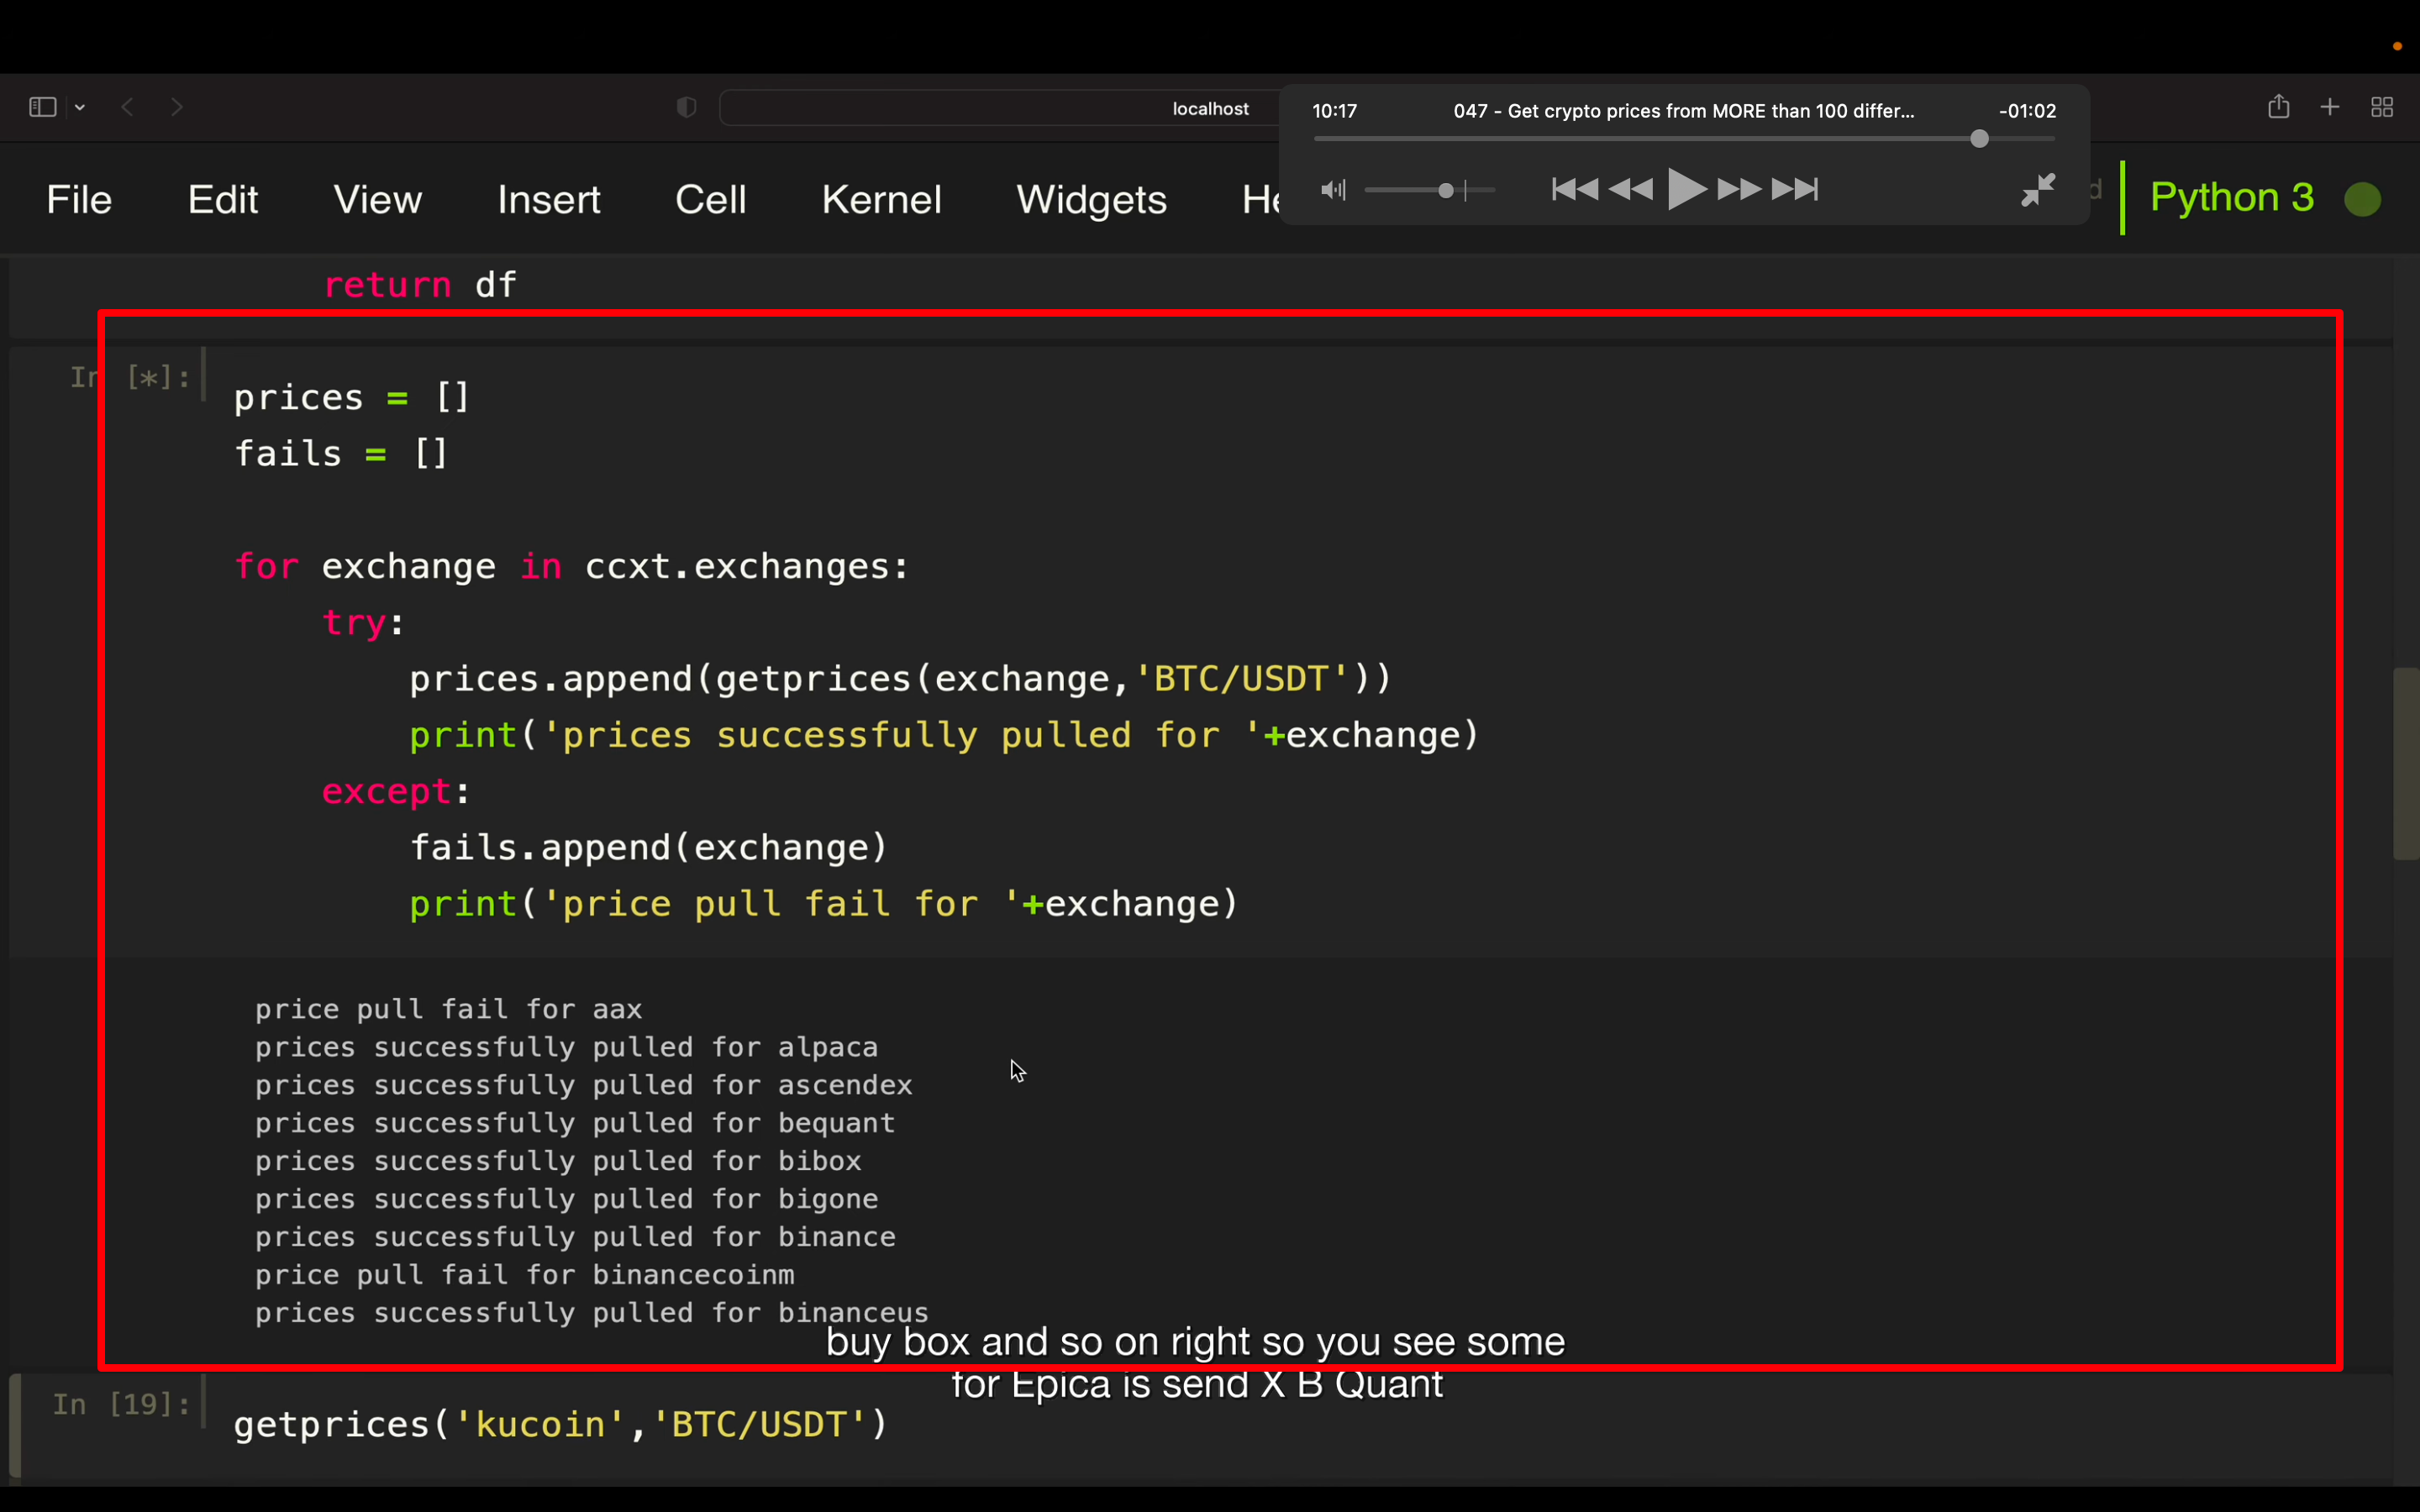 localhost
10:17 047 - Get crypto prices from MORE than 100 differ... -01:02
File Edit View Insert Cell Kernel Widgets Python 3
return df
In [*]:
prices = []
fails = []
for exchange in ccxt.exchanges:
try:
prices.append(getprices(exchange,'BTC/USDT'))
print('prices successfully pulled for '+exchange)
except:
fails.append(exchange)
print('price pull fail for '+exchange)
price pull fail for aax
prices successfully pulled for alpaca
prices successfully pulled for ascendex
prices successfully pulled for bequant
prices successfully pulled for bibox
prices successfully pulled for bigone
prices successfully pulled for binance
price pull fail for binancecoinm
prices successfully pulled for binanceus
buy box and so on right so you see some
for Epica is send X B Quant
In [19]:
getprices('kucoin','BTC/USDT')